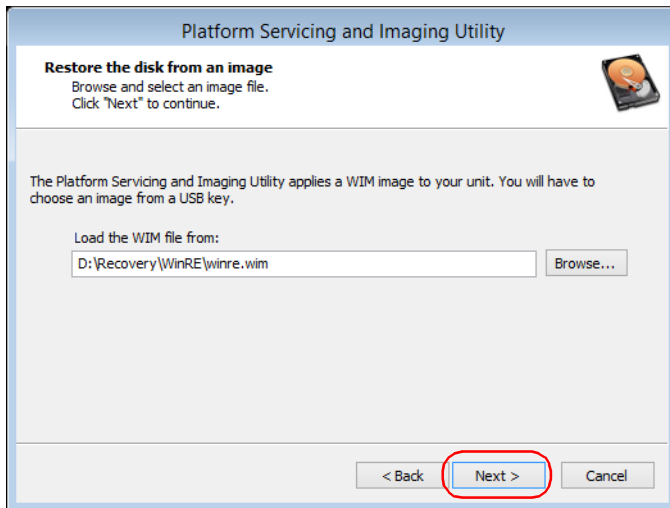 Platform Servicing and Imaging Utility
Restore the disk from an image
Browse and select an image file.
Click "Next" to continue.
The Platform Servicing and Imaging Utility applies a WIM image to your unit. You will have to
choose an image from a USB key.
Load the WIM file from:
D:\Recovery\WinRE\winre.wim
Browse...
< Back
Next >
Cancel